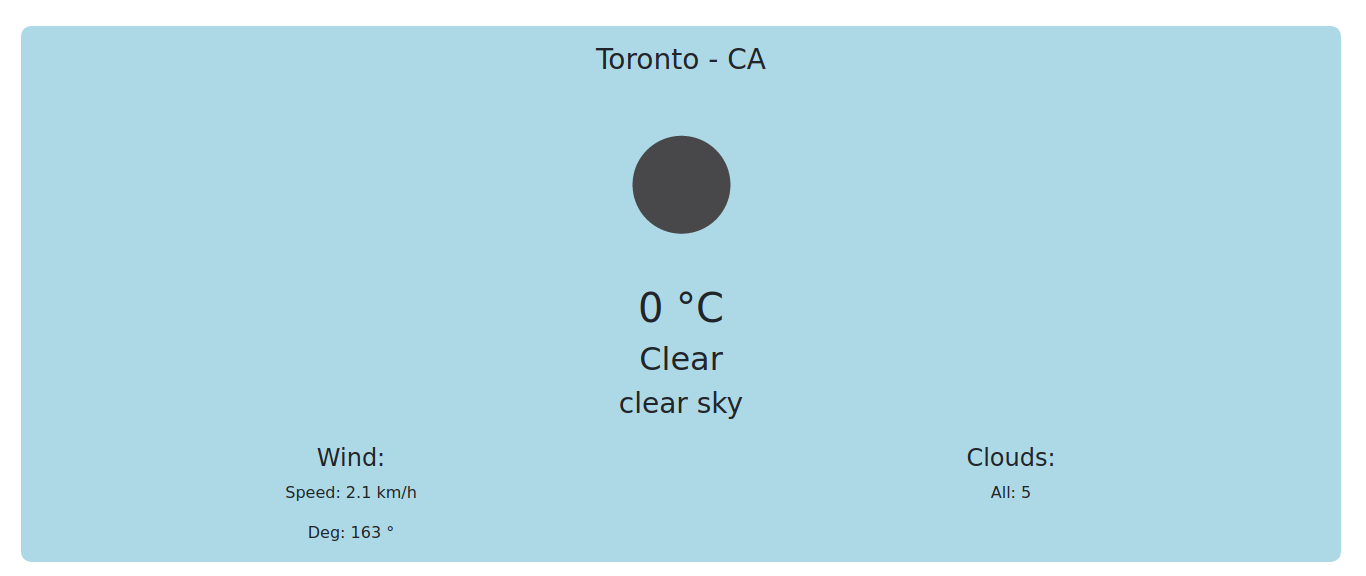 Toronto - CA
0 °C
Clear
clear sky
Wind:
Speed: 2.1 km/h
Deg: 163 °
Clouds:
All: 5